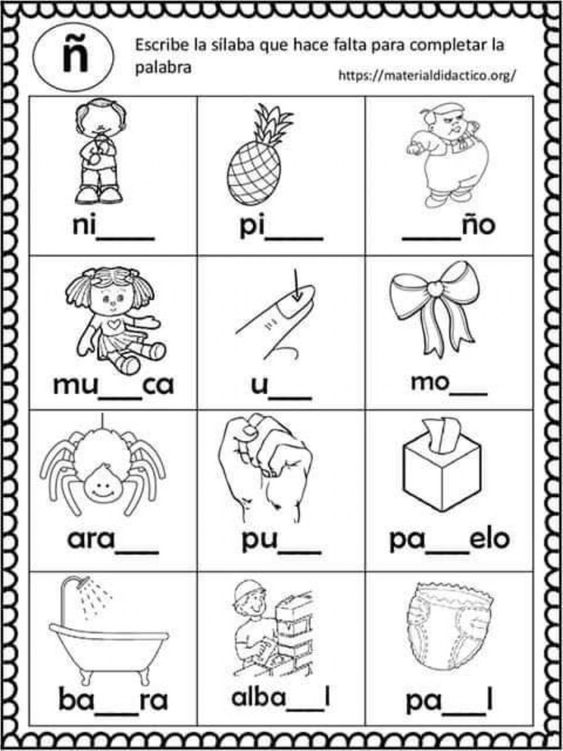 ñ
Escribe la sílaba que hace falta para completar la
palabra
https://materialdidactico.org/
ni____ pi____ ____ño
mu___ca u___ mo___
ara___ pu___ pa___elo
ba___ra alba___l pa___l